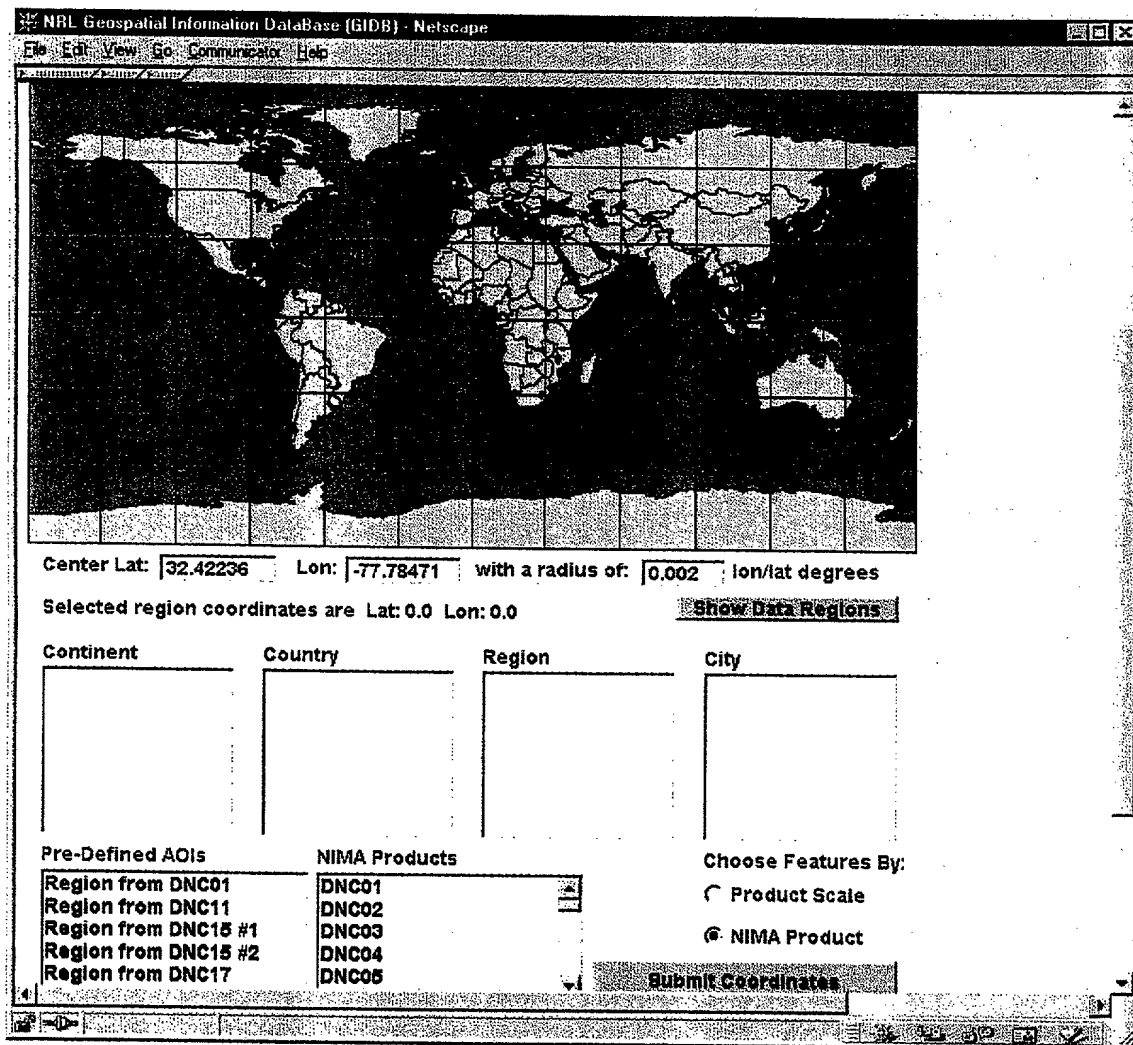 NRL Geospatial Information DataBase (GIDB) - Netscape
File Edit View Go Communicator Help
Center Lat: 32.42236 Lon: -77.78471 with a radius of: 0.002 lon/lat degrees
Selected region coordinates are Lat: 0.0 Lon: 0.0 Show Data Regions
Continent Country Region City
Pre-Defined AOIs NIMA Products Choose Features By:
Region from DNC01 DNC01
Region from DNC11 DNC02 Product Scale
Region from DNC15 #1 DNC03
Region from DNC15 #2 DNC04 NIMA Product
Region from DNC17 DNC05 Submit Coordinates